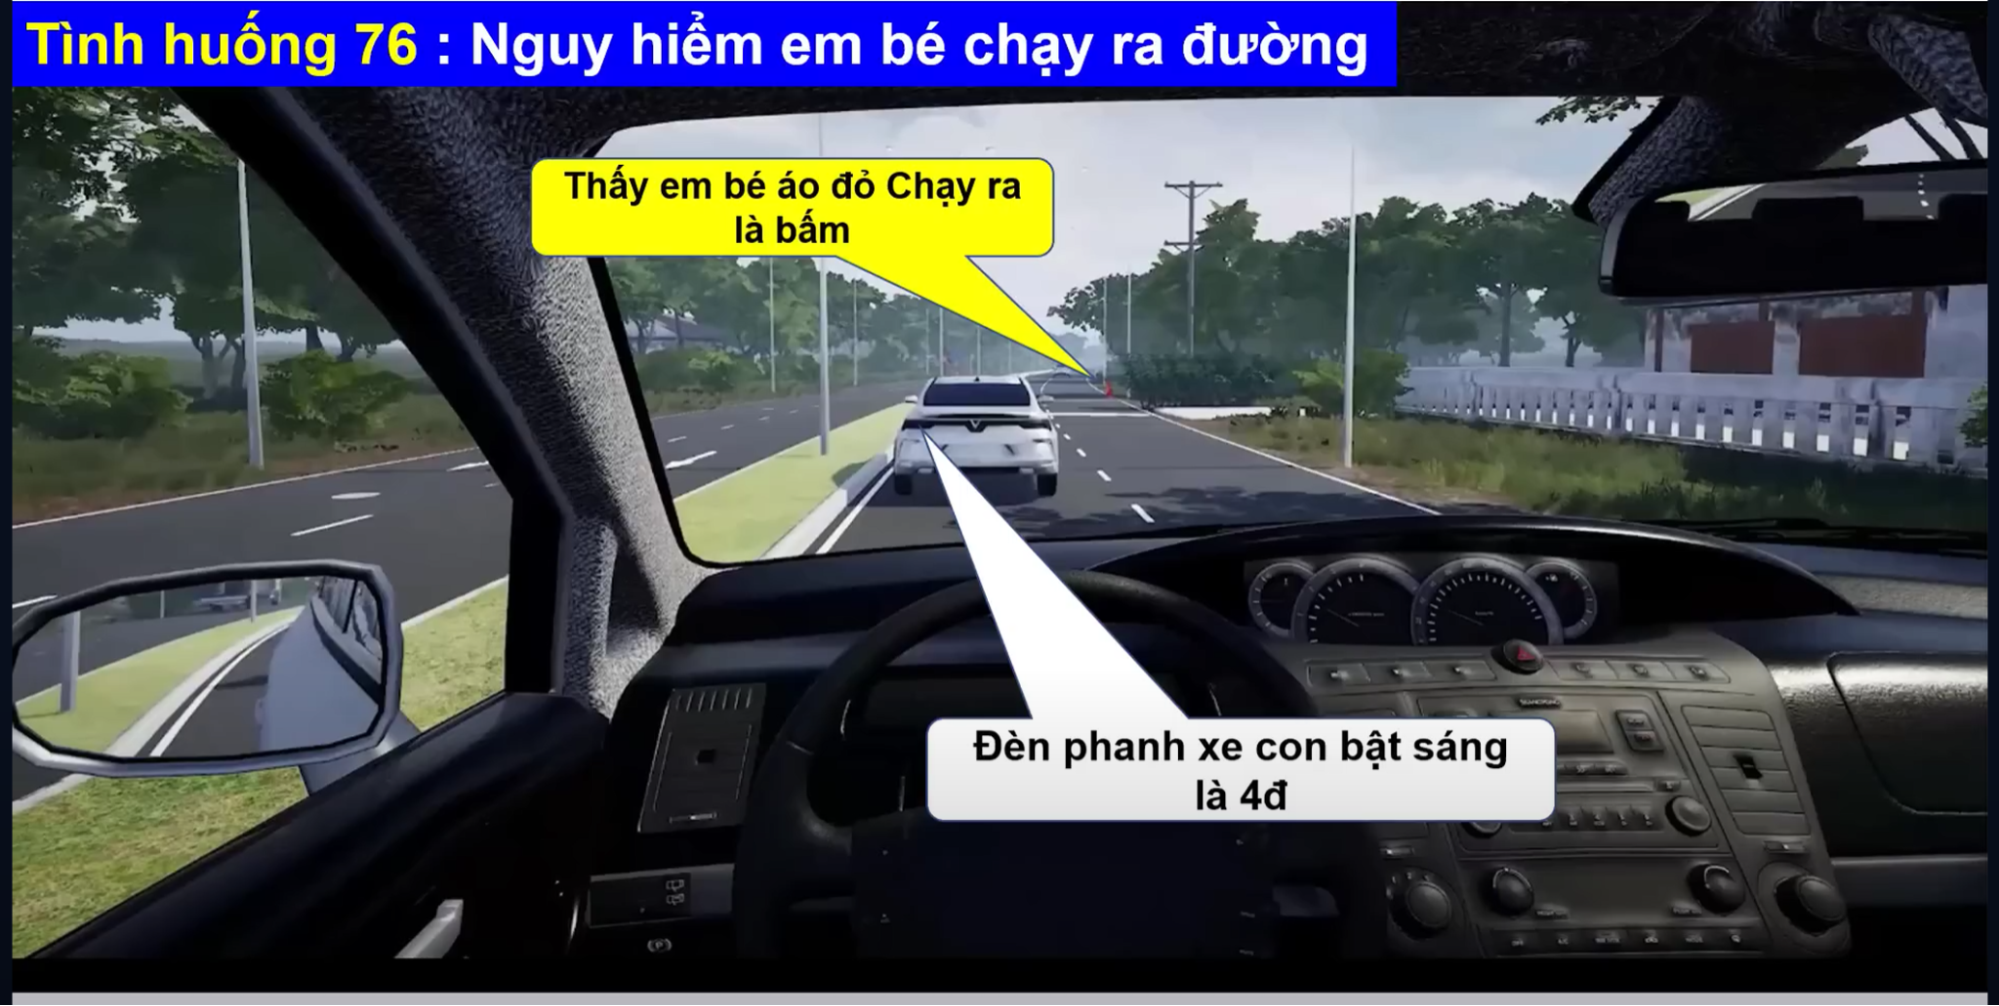 Tình huống 76 : Nguy hiểm em bé chạy ra đường
Thấy em bé áo đỏ Chạy ra
là bấm
Đèn phanh xe con bật sáng
là 4đ